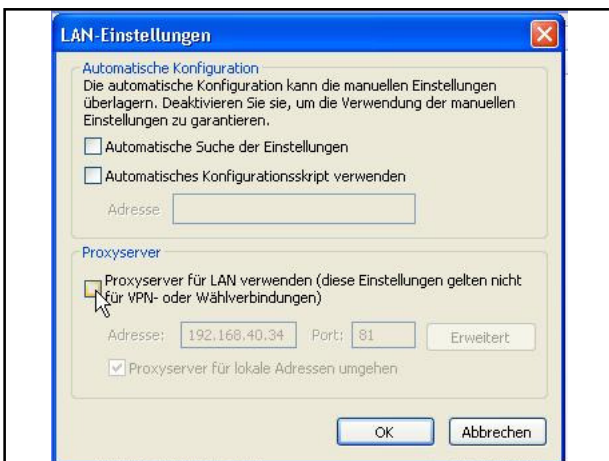 LAN-Einstellungen
Automatische Konfiguration
Die automatische Konfiguration kann die manuellen Einstellungen
überlagern. Deaktivieren Sie sie, um die Verwendung der manuellen
Einstellungen zu garantieren.
Automatische Suche der Einstellungen
Automatisches Konfigurationsskript verwenden
Adresse
Proxyserver
Proxyserver für LAN verwenden (diese Einstellungen gelten nicht
für VPN- oder Wählverbindungen)
Adresse: 192.168.40.34 Port: 81 Erweitert
Proxyserver für lokale Adressen umgehen
OK Abbrechen